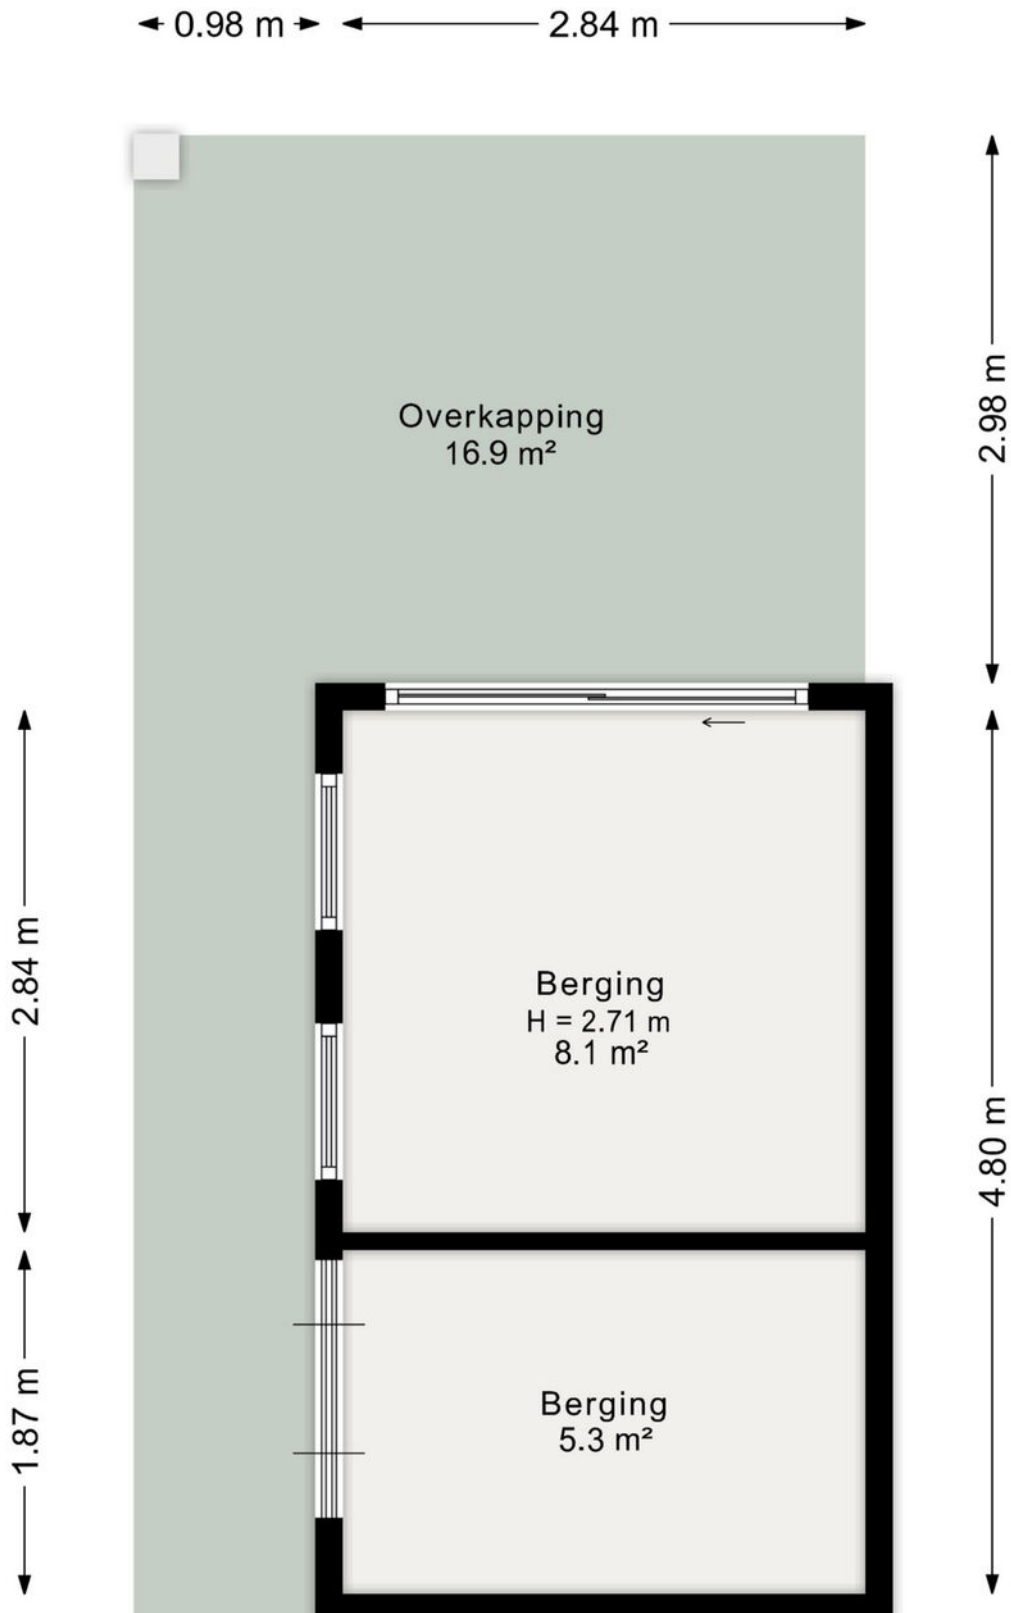 0.98 m
2.84 m
2.98 m
Overkapping
16.9 m²
2.84 m
Berging
H = 2.71 m
8.1 m²
4.80 m
1.87 m
Berging
5.3 m²